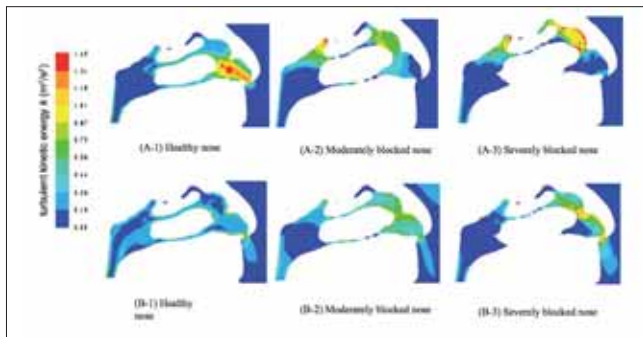 turbulent kinetic energy k (m²/s²)
(A-1) Healthy nose
(A-2) Moderately blocked nose
(A-3) Severely blocked nose
(B-1) Healthy
nose
(B-2) Moderately blocked nose
(B-3) Severely blocked nose